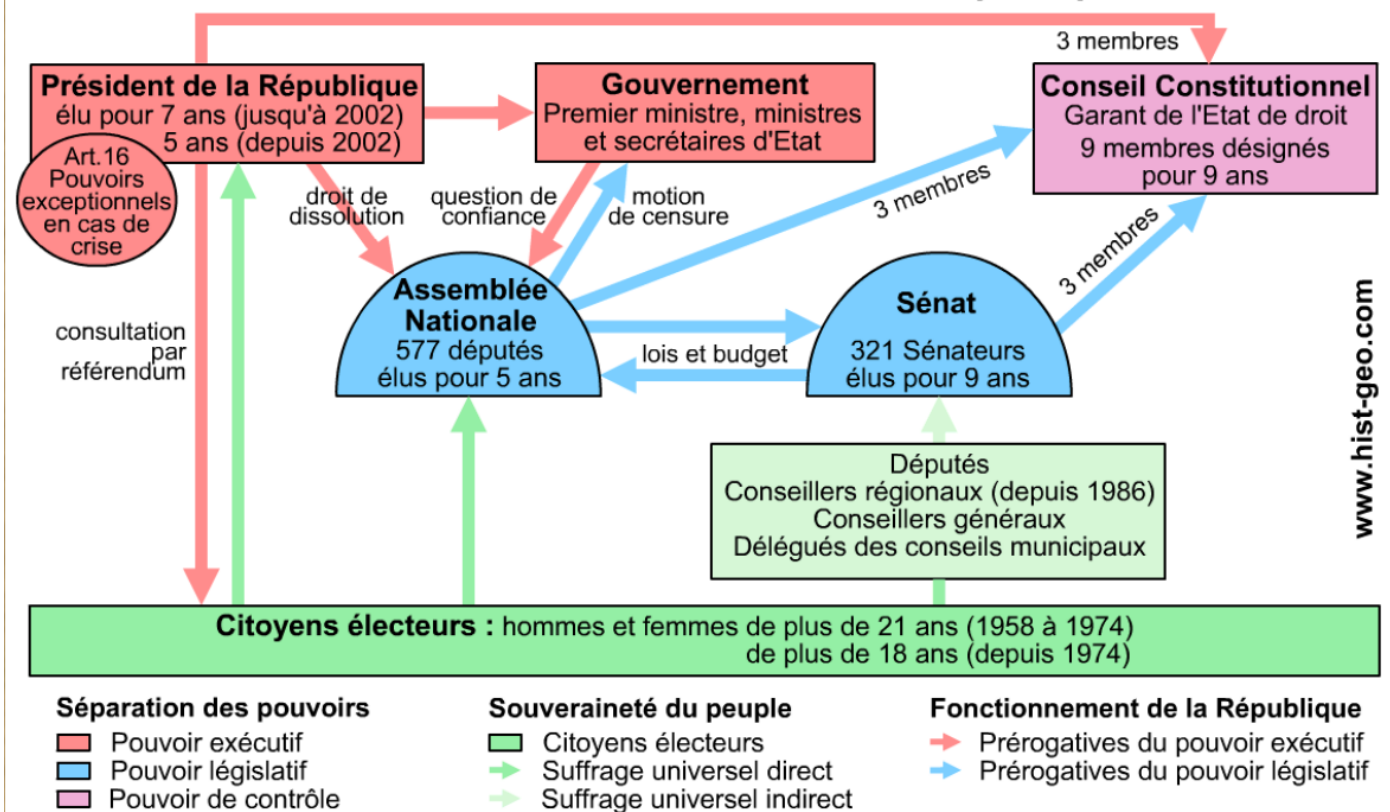 3 membres
Président de la République
élu pour 7 ans (jusqu'à 2002)
5 ans (depuis 2002)
Art.16
Pouvoirs
exceptionnels
en cas de
crise
Gouvernement
Premier ministre, ministres
et secrétaires d'Etat
Conseil Constitutionnel
Garant de l'Etat de droit
9 membres désignés
pour 9 ans
droit de
dissolution
question de
confiance
motion
de censure
3 membres
3 membres
consultation
par
référendum
Assemblée
Nationale
577 députés
élus pour 5 ans
lois et budget
Sénat
321 Sénateurs
élus pour 9 ans
www.hist-geo.com
Députés
Conseillers régionaux (depuis 1986)
Conseillers généraux
Délégués des conseils municipaux
Citoyens électeurs : hommes et femmes de plus de 21 ans (1958 à 1974)
de plus de 18 ans (depuis 1974)
Séparation des pouvoirs
Pouvoir exécutif
Pouvoir législatif
Pouvoir de contrôle
Souveraineté du peuple
Citoyens électeurs
Suffrage universel direct
Suffrage universel indirect
Fonctionnement de la République
Prérogatives du pouvoir exécutif
Prérogatives du pouvoir législatif